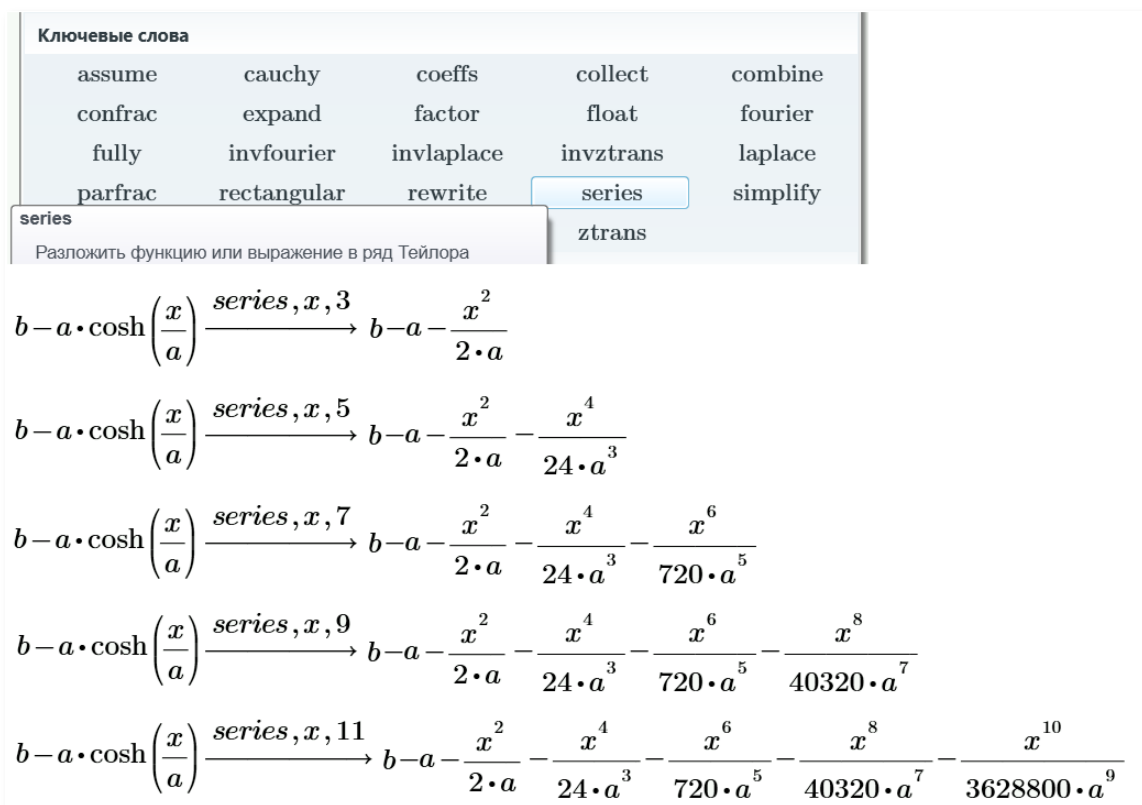 Ключевые слова
assume cauchy coeffs collect combine
confrac expand factor float fourier
fully invfourier invlaplace invztrans laplace
parfrac rectangular rewrite series simplify
series
ztrans
Разложить функцию или выражение в ряд Тейлора
b−a•cosh(x/a) series,x,3 → b−a−x^2/(2•a)
b−a•cosh(x/a) series,x,5 → b−a−x^2/(2•a)−x^4/(24•a^3)
b−a•cosh(x/a) series,x,7 → b−a−x^2/(2•a)−x^4/(24•a^3)−x^6/(720•a^5)
b−a•cosh(x/a) series,x,9 → b−a−x^2/(2•a)−x^4/(24•a^3)−x^6/(720•a^5)−x^8/(40320•a^7)
b−a•cosh(x/a) series,x,11 → b−a−x^2/(2•a)−x^4/(24•a^3)−x^6/(720•a^5)−x^8/(40320•a^7)−x^10/(3628800•a^9)